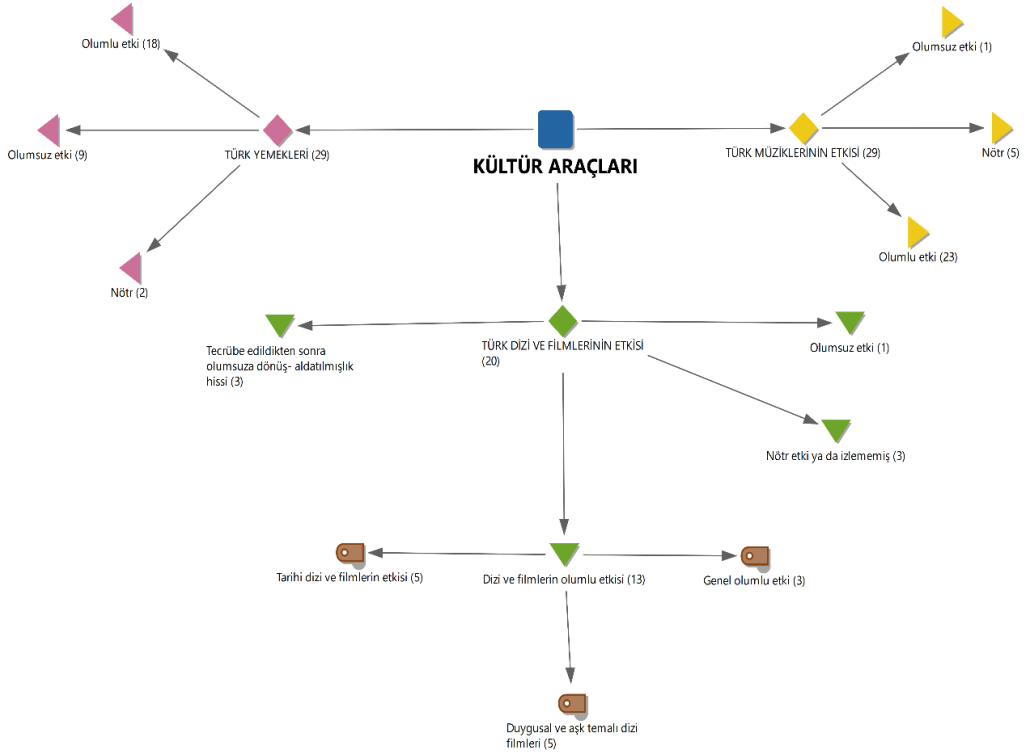 Olumlu etki (18)
Olumsuz etki (1)
Olumsuz etki (9)
TÜRK YEMEKLERİ (29)
KÜLTÜR ARAÇLARI
TÜRK MÜZİKLERİNİN ETKİSİ (29)
Nötr (5)
Olumlu etki (23)
Nötr (2)
Tecrübe edildikten sonra
olumsuza dönüş- aldatılmışlık
hissi (3)
TÜRK DİZİ VE FİLMLERİNİN ETKİSİ
(20)
Olumsuz etki (1)
Nötr etki ya da izlememiş (3)
Tarihi dizi ve filmlerin etkisi (5)
Dizi ve filmlerin olumlu etkisi (13)
Genel olumlu etki (3)
Duygusal ve aşk temalı dizi
filmleri (5)